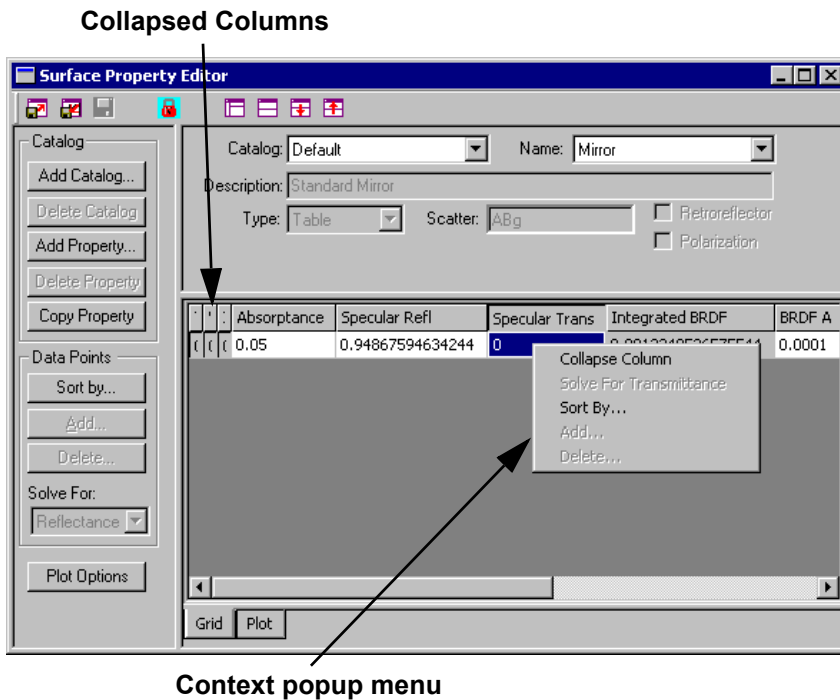 Collapsed Columns
Surface Property Editor
Catalog
Add Catalog...
Delete Catalog
Add Property...
Delete Property
Copy Property
Data Points
Sort by...
Add...
Delete...
Solve For:
Reflectance
Plot Options
Catalog: Default Name: Mirror
Description: Standard Mirror
Type: Table Scatter: ABg Retroreflector
Polarization
Absorptance Specular Refl Specular Trans Integrated BRDF BRDF A
0.05 0.94867594634244 0 0.0001
Collapse Column
Solve For Transmittance
Sort By...
Add...
Delete...
Grid Plot
Context popup menu